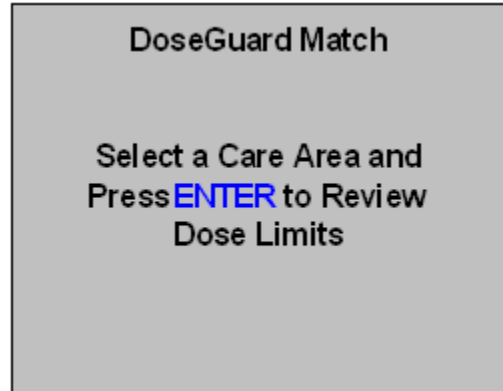 DoseGuard Match
Select a Care Area and
Press ENTER to Review
Dose Limits